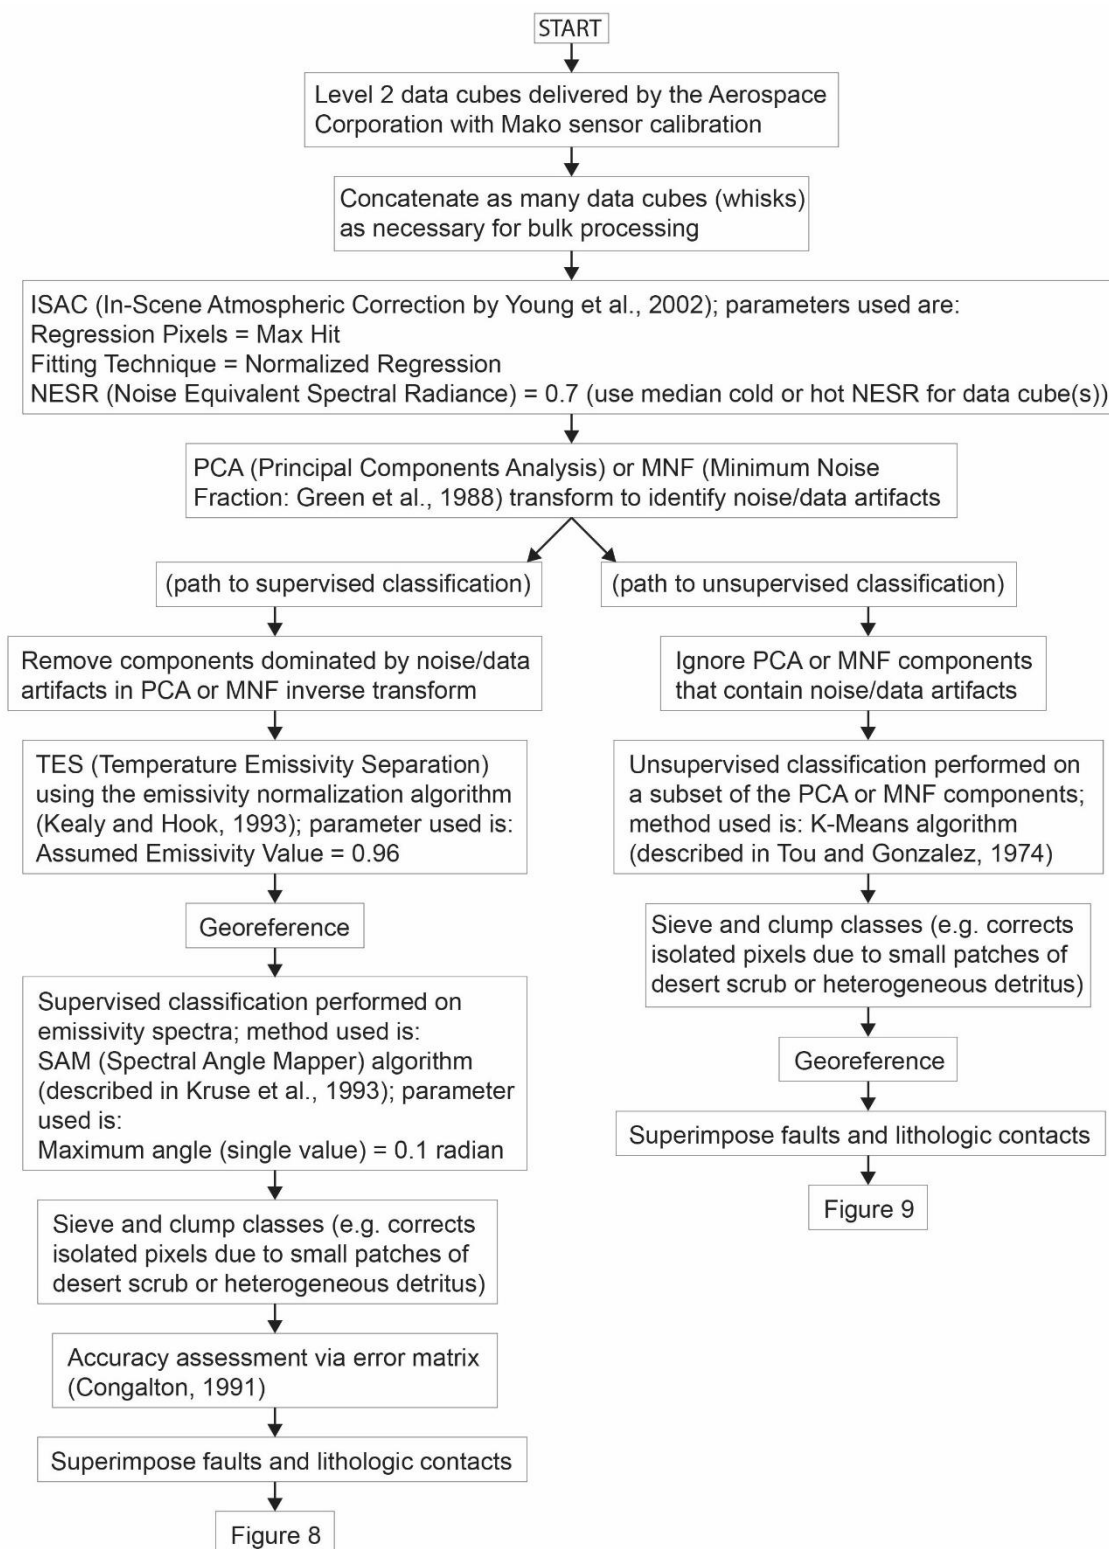 START
Level 2 data cubes delivered by the Aerospace
Corporation with Mako sensor calibration
Concatenate as many data cubes (whisks)
as necessary for bulk processing
ISAC (In-Scene Atmospheric Correction by Young et al., 2002); parameters used are:
Regression Pixels = Max Hit
Fitting Technique = Normalized Regression
NESR (Noise Equivalent Spectral Radiance) = 0.7 (use median cold or hot NESR for data cube(s))
PCA (Principal Components Analysis) or MNF (Minimum Noise
Fraction: Green et al., 1988) transform to identify noise/data artifacts
(path to supervised classification)
Remove components dominated by noise/data
artifacts in PCA or MNF inverse transform
TES (Temperature Emissivity Separation)
using the emissivity normalization algorithm
(Kealy and Hook, 1993); parameter used is:
Assumed Emissivity Value = 0.96
Georeference
Supervised classification performed on
emissivity spectra; method used is:
SAM (Spectral Angle Mapper) algorithm
(described in Kruse et al., 1993); parameter
used is:
Maximum angle (single value) = 0.1 radian
Sieve and clump classes (e.g. corrects
isolated pixels due to small patches of
desert scrub or heterogeneous detritus)
Accuracy assessment via error matrix
(Congalton, 1991)
Superimpose faults and lithologic contacts
Figure 8
(path to unsupervised classification)
Ignore PCA or MNF components
that contain noise/data artifacts
Unsupervised classification performed on
a subset of the PCA or MNF components;
method used is: K-Means algorithm
(described in Tou and Gonzalez, 1974)
Sieve and clump classes (e.g. corrects
isolated pixels due to small patches of
desert scrub or heterogeneous detritus)
Georeference
Superimpose faults and lithologic contacts
Figure 9